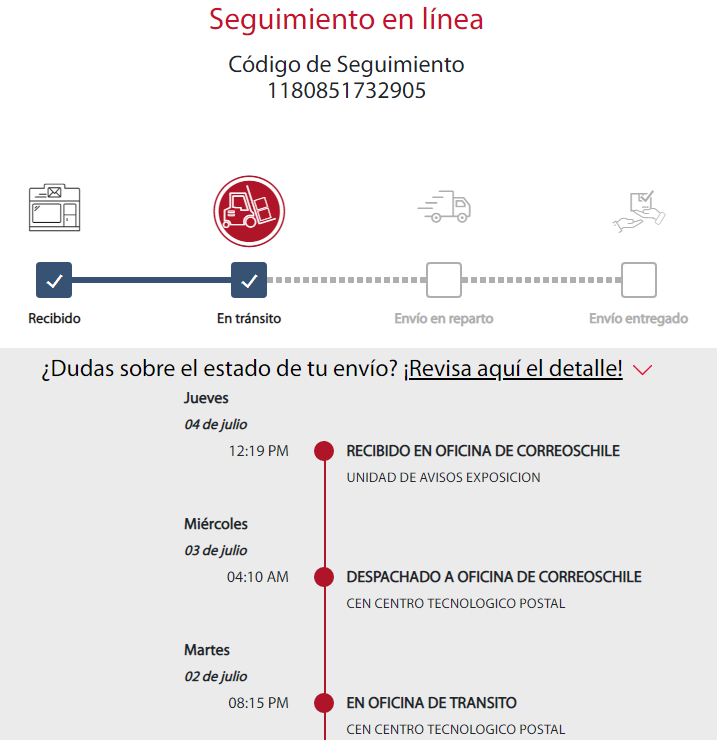 Seguimiento en línea
Código de Seguimiento
1180851732905
Recibido
En tránsito
Envío en reparto
Envío entregado
¿Dudas sobre el estado de tu envío? ¡Revisa aquí el detalle!
Jueves
04 de julio
12:19 PM RECIBIDO EN OFICINA DE CORREOSCHILE
UNIDAD DE AVISOS EXPOSICION
Miércoles
03 de julio
04:10 AM DESPACHADO A OFICINA DE CORREOSCHILE
CEN CENTRO TECNOLOGICO POSTAL
Martes
02 de julio
08:15 PM EN OFICINA DE TRANSITO
CEN CENTRO TECNOLOGICO POSTAL